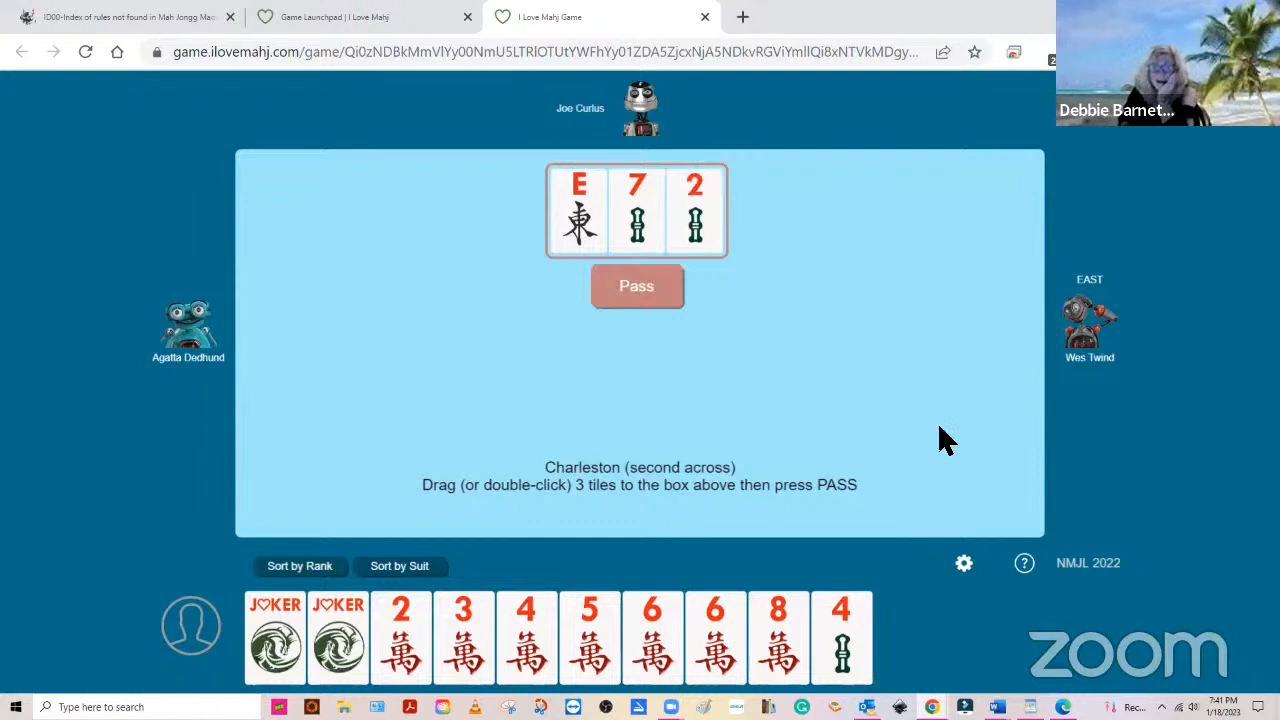 ID00-Index of rules not found in Mah Jongg Mad
Game Launchpad | I Love Mahj
I Love Mahj Game
game.ilovemahj.com/game/Qi0zNDBkMmVlYy00NmU5LTRlOTUtYWFhYy01ZDA5ZjcxNjA5NDkvRGViYmllQi8xNTVkMDgy...
2
Debbie Barnet...
Joe Curlus
E 7 2
東
Pass
EAST
Agatta Dedhund
Wes Twind
Charleston (second across)
Drag (or double-click) 3 tiles to the box above then press PASS
Sort by Rank Sort by Suit
? NMJL 2022
JOKER JOKER 2 3 4 5 6 6 8 4
萬 萬 萬 萬 萬 萬 萬
zoom
Type here to search
Rec...
7:41 PM
1/18/2023